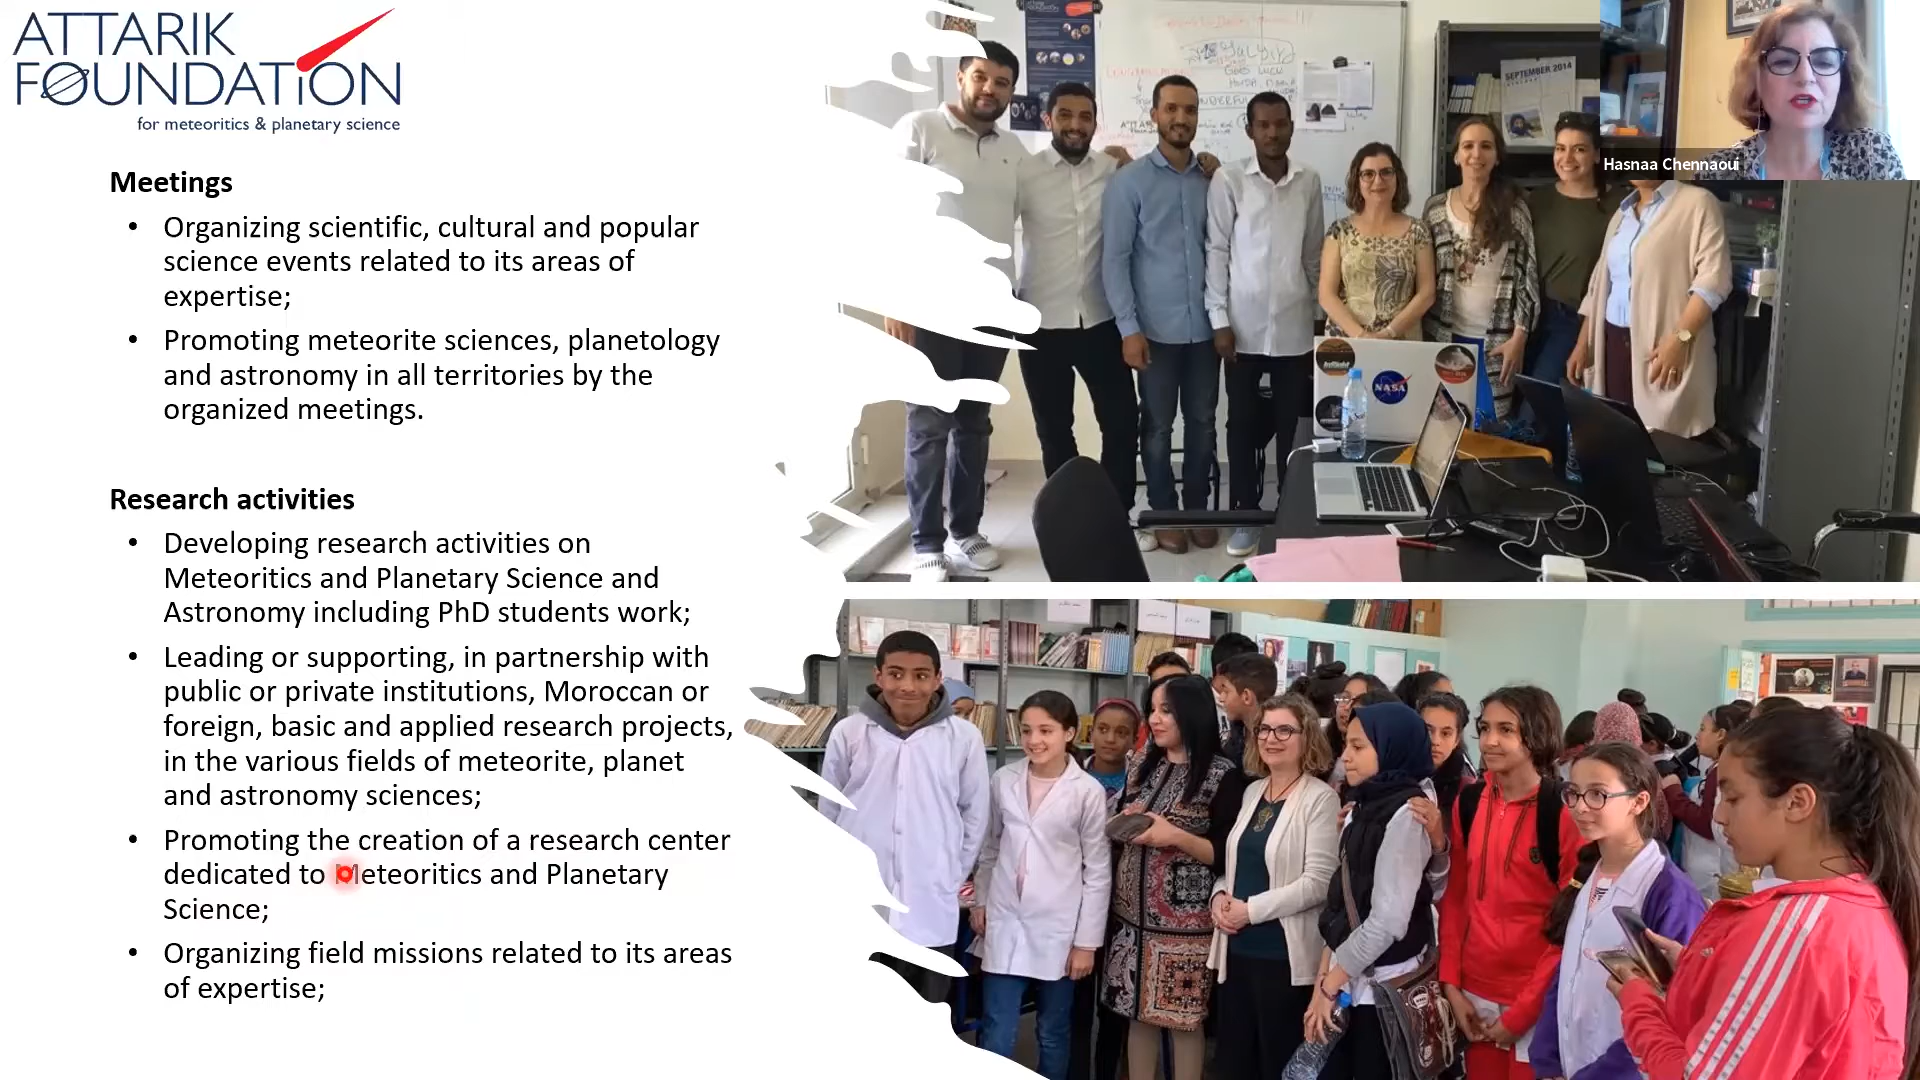 ATTARIK
FOUNDATION
for meteoritics & planetary science
Meetings
• Organizing scientific, cultural and popular
science events related to its areas of
expertise;
• Promoting meteorite sciences, planetology
and astronomy in all territories by the
organized meetings.
Research activities
• Developing research activities on
Meteoritics and Planetary Science and
Astronomy including PhD students work;
• Leading or supporting, in partnership with
public or private institutions, Moroccan or
foreign, basic and applied research projects,
in the various fields of meteorite, planet
and astronomy sciences;
• Promoting the creation of a research center
dedicated to Meteoritics and Planetary
Science;
• Organizing field missions related to its areas
of expertise;
FOUNDATION
GOOD LUCK
SEPTEMBER 2014
NASA
Hasnaa Chennaoui